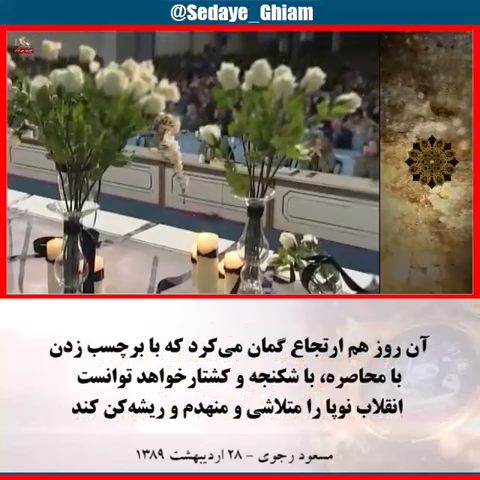 @Sedaye_Ghiam
آن روز هم ارتجاع گمان می‌کرد که با برچسب زدن
با محاصره، با شکنجه و کشتارخواهد توانست
انقلاب نوپا را متلاشی و منهدم و ریشه‌کن کند
مسعود رجوی - ۲۸ اردیبهشت ۱۳۸۹